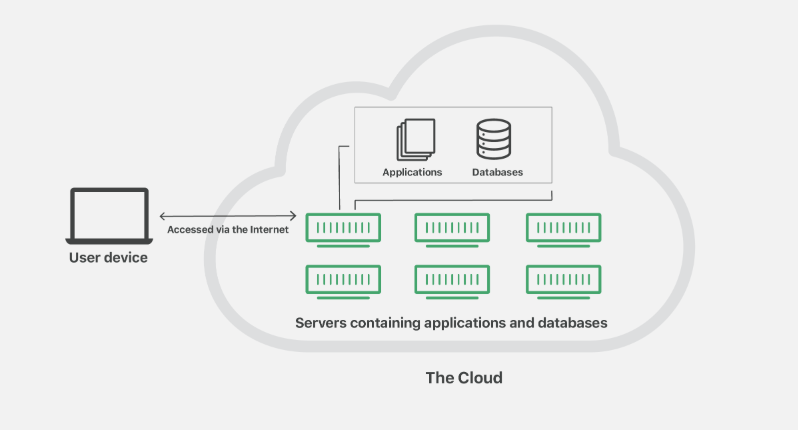 Applications
Databases
Accessed via the Internet
User device
Servers containing applications and databases
The Cloud